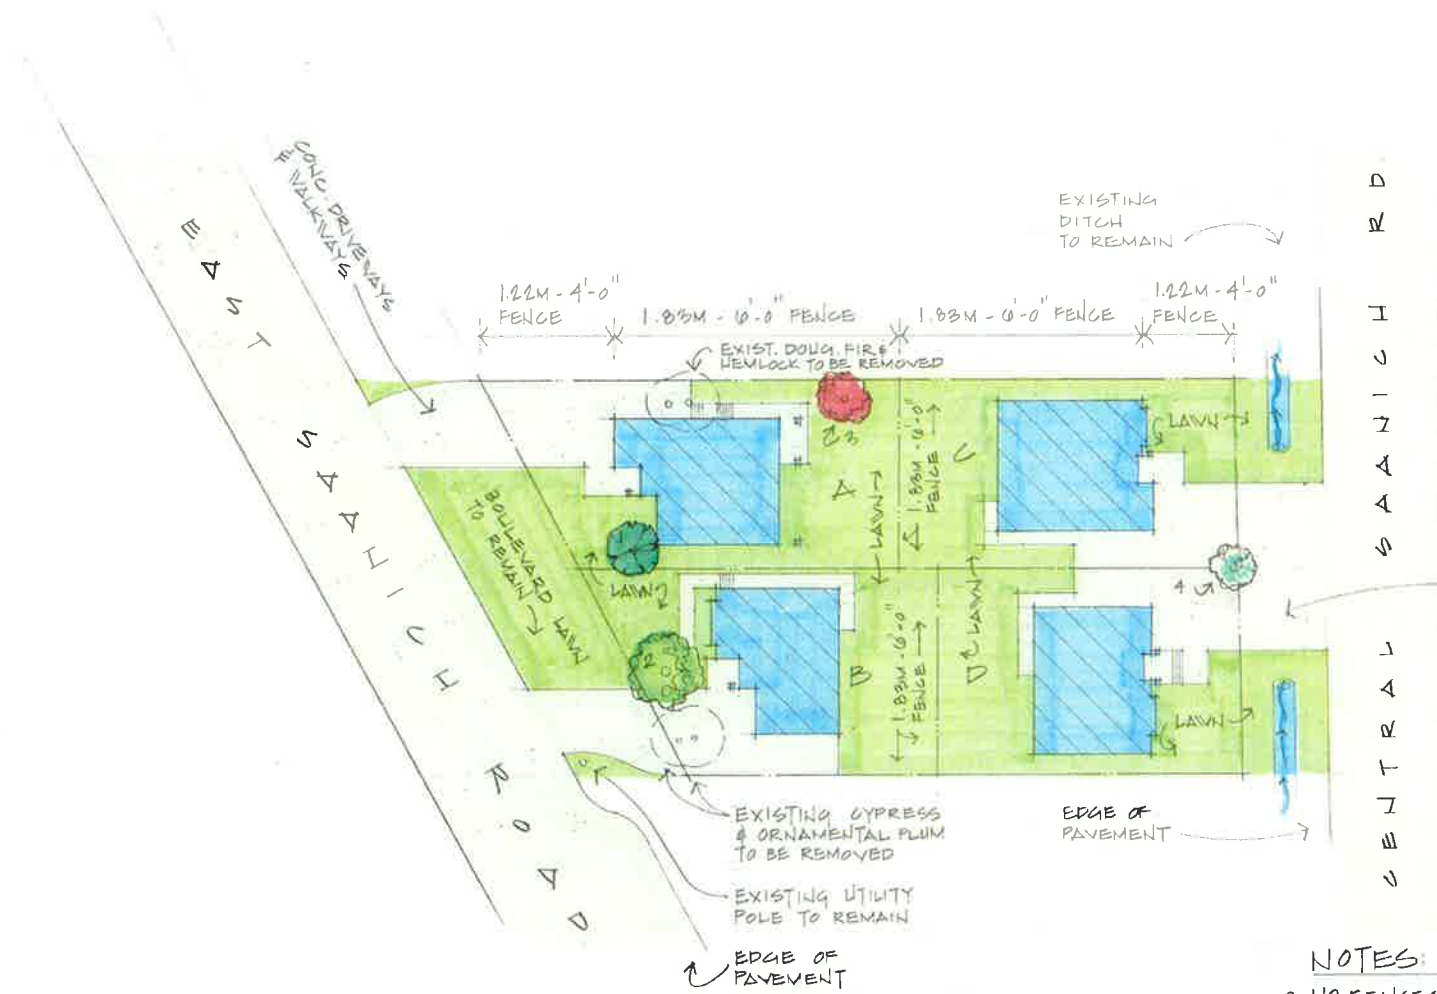 EAST SAANICH ROAD
CONC. DRIVEWAYS
& WALKWAYS
EXISTING
DITCH
TO REMAIN
1.22M - 4'-0"
FENCE
1.83M - 6'-0" FENCE
1.83M - 6'-0" FENCE
1.22M - 4'-0"
FENCE
EXIST. DOUG. FIR &
HEMLOCK TO BE REMOVED
3
A
LAWN
1.83M - 6'-0"
FENCE
C
LAWN
BOULEVARD LAWN
TO REMAIN
1
LAWN
2
B
1.83M - 6'-0"
FENCE
LAWN
D
4
LAWN
CENTRAL SAANICH RD
EXISTING CYPRESS
& ORNAMENTAL PLUM
TO BE REMOVED
EXISTING UTILITY
POLE TO REMAIN
EDGE OF
PAVEMENT
EDGE OF
PAVEMENT
NOTES: